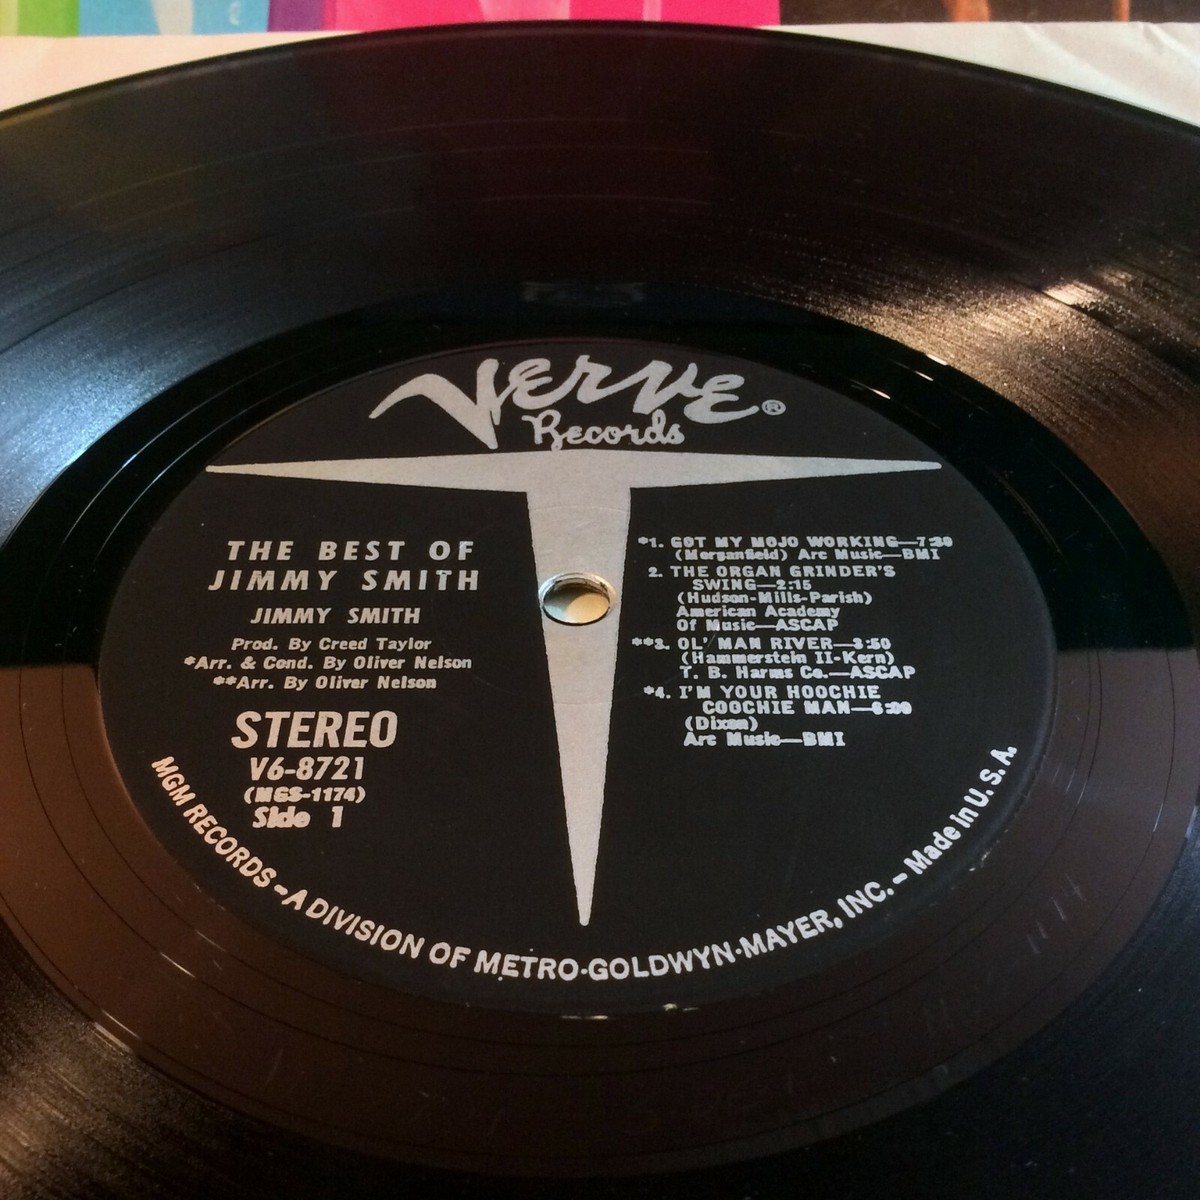 Verve®
Records
THE BEST OF
JIMMY SMITH
JIMMY SMITH
Prod. By Creed Taylor
*Arr. & Cond. By Oliver Nelson
**Arr. By Oliver Nelson
STEREO
V6-8721
(MGS-1174)
Side 1
*1. GOT MY MOJO WORKING—7:30
(Morganfield) Arc Music—BMI
2. THE ORGAN GRINDER'S
SWING—2:15
(Hudson-Mills-Parish)
American Academy
Of Music—ASCAP
**3. OL' MAN RIVER—3:50
(Hammerstein II-Kern)
T. B. Harms Co.—ASCAP
*4. I'M YOUR HOOCHIE
COOCHIE MAN—6:00
(Dixon)
Arc Music—BMI
MGM RECORDS – A DIVISION OF METRO-GOLDWYN-MAYER, INC. – Made in U.S.A.